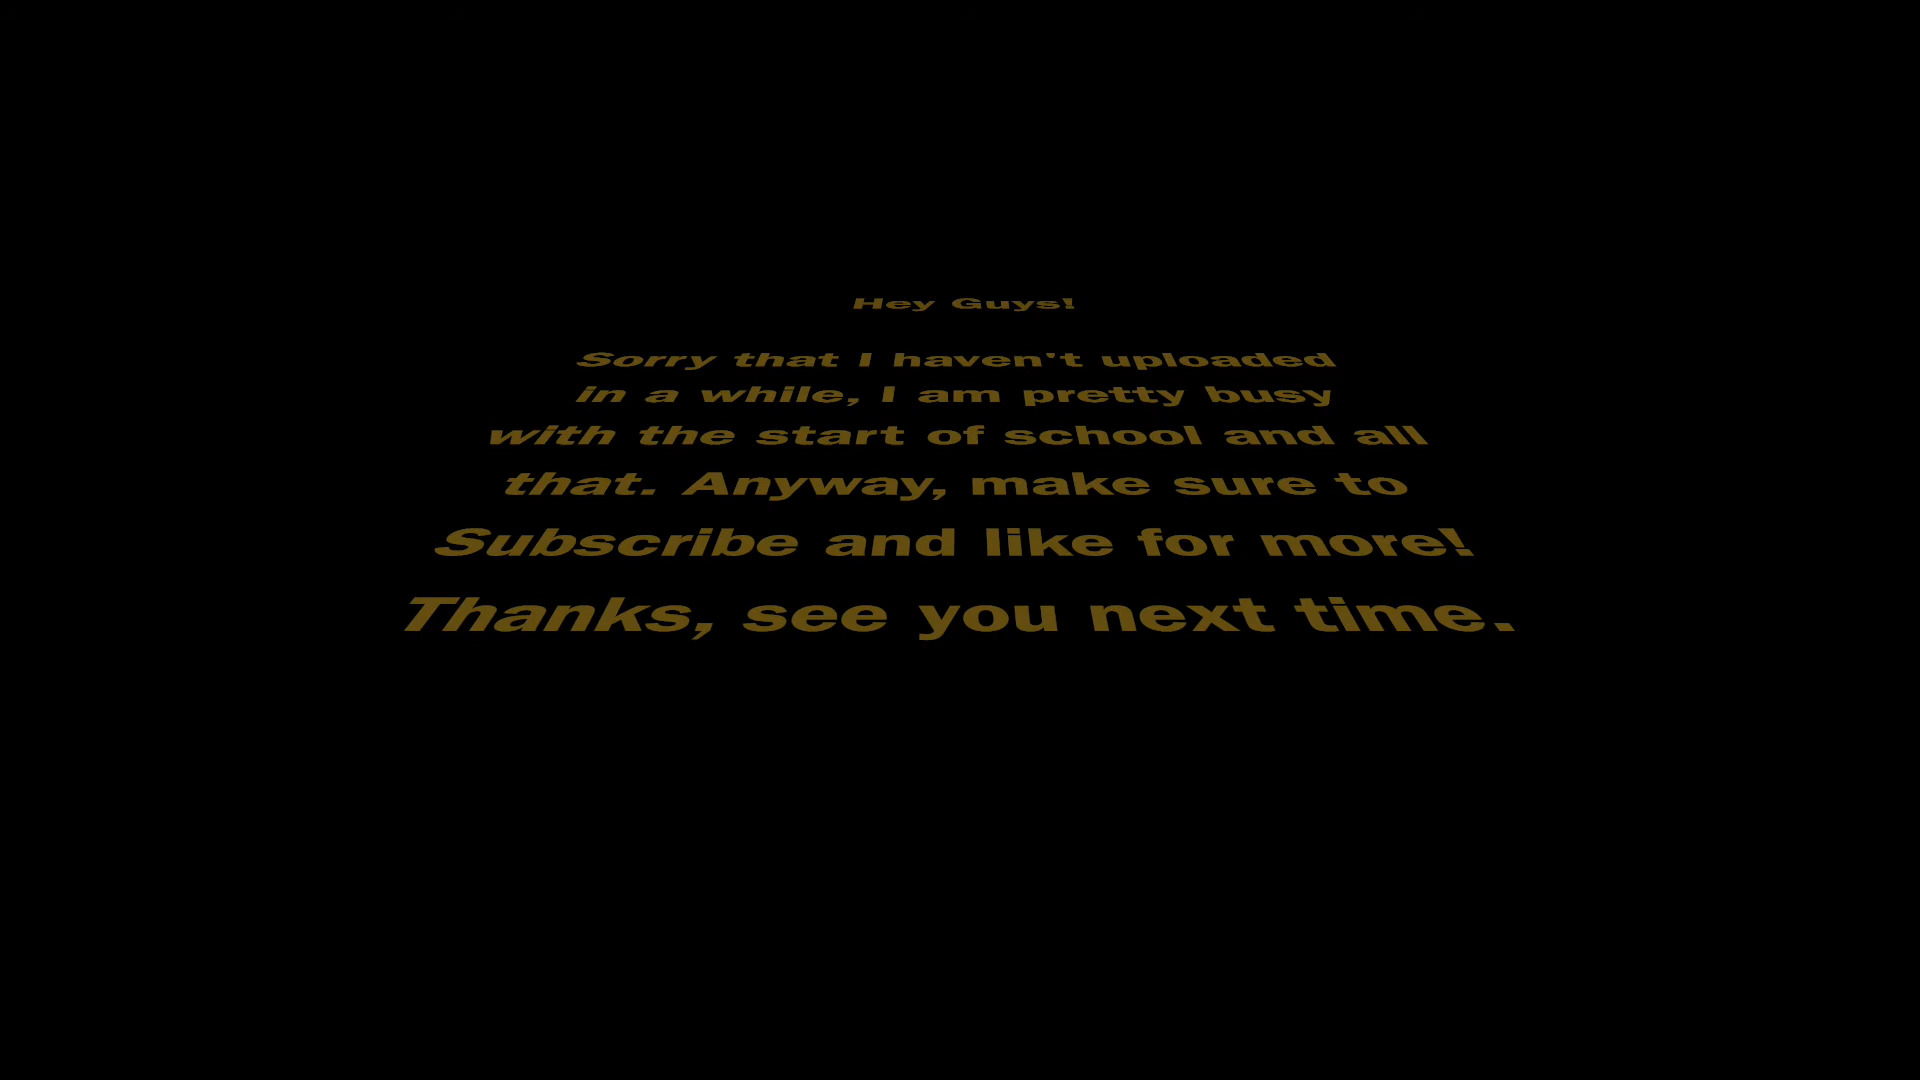 Hey Guys!
Sorry that I haven't uploaded
in a while, I am pretty busy
with the start of school and all
that. Anyway, make sure to
Subscribe and like for more!
Thanks, see you next time.